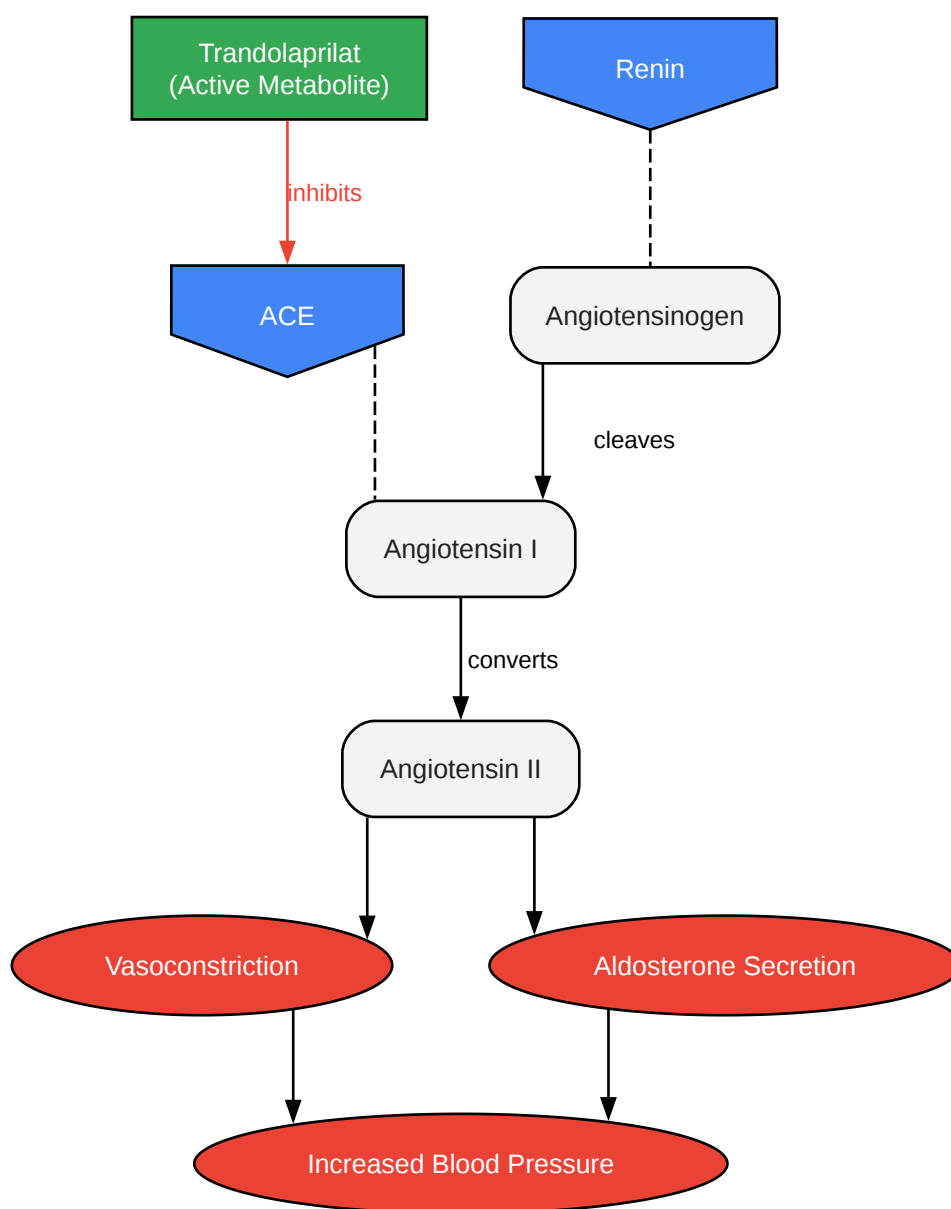 Trandolaprilat
(Active Metabolite)
Renin
inhibits
ACE
Angiotensinogen
cleaves
Angiotensin I
converts
Angiotensin II
Vasoconstriction
Aldosterone Secretion
Increased Blood Pressure